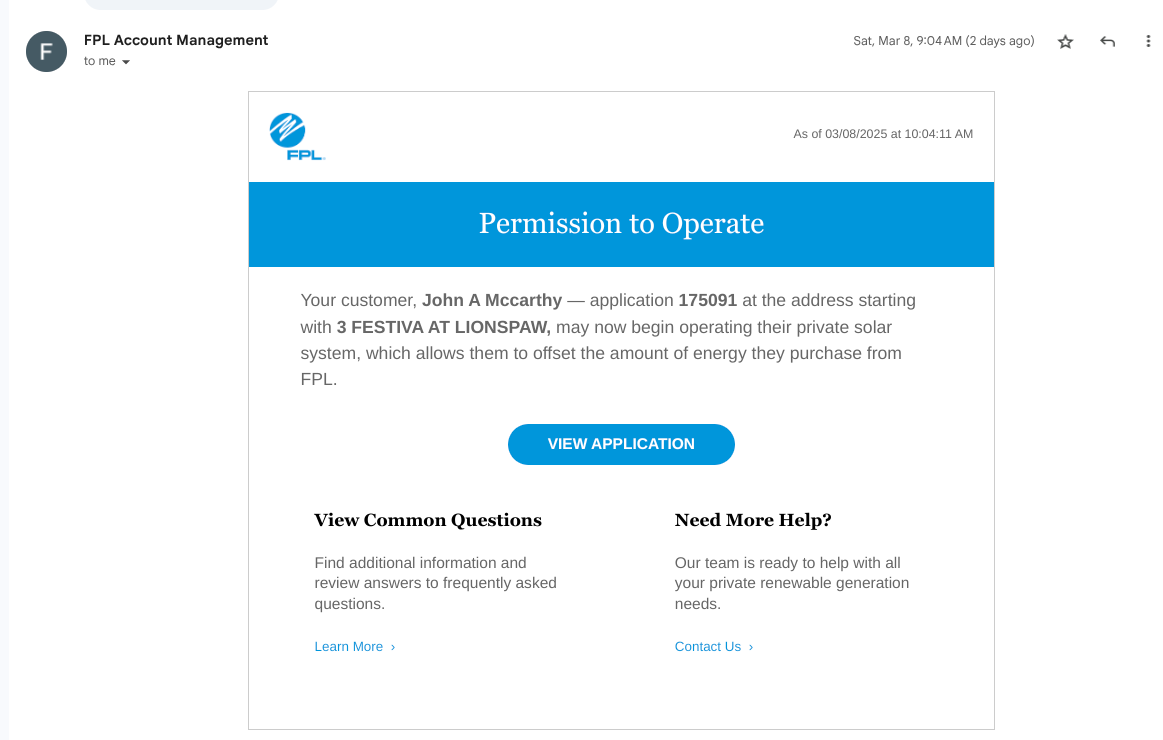 FPL Account Management
Sat, Mar 8, 9:04 AM (2 days ago)
F
to me
FPL
As of 03/08/2025 at 10:04:11 AM
Permission to Operate
Your customer, John A Mccarthy — application 175091 at the address starting
with 3 FESTIVA AT LIONSPAW, may now begin operating their private solar
system, which allows them to offset the amount of energy they purchase from
FPL.
VIEW APPLICATION
View Common Questions
Find additional information and
review answers to frequently asked
questions.
Learn More ›
Need More Help?
Our team is ready to help with all
your private renewable generation
needs.
Contact Us ›